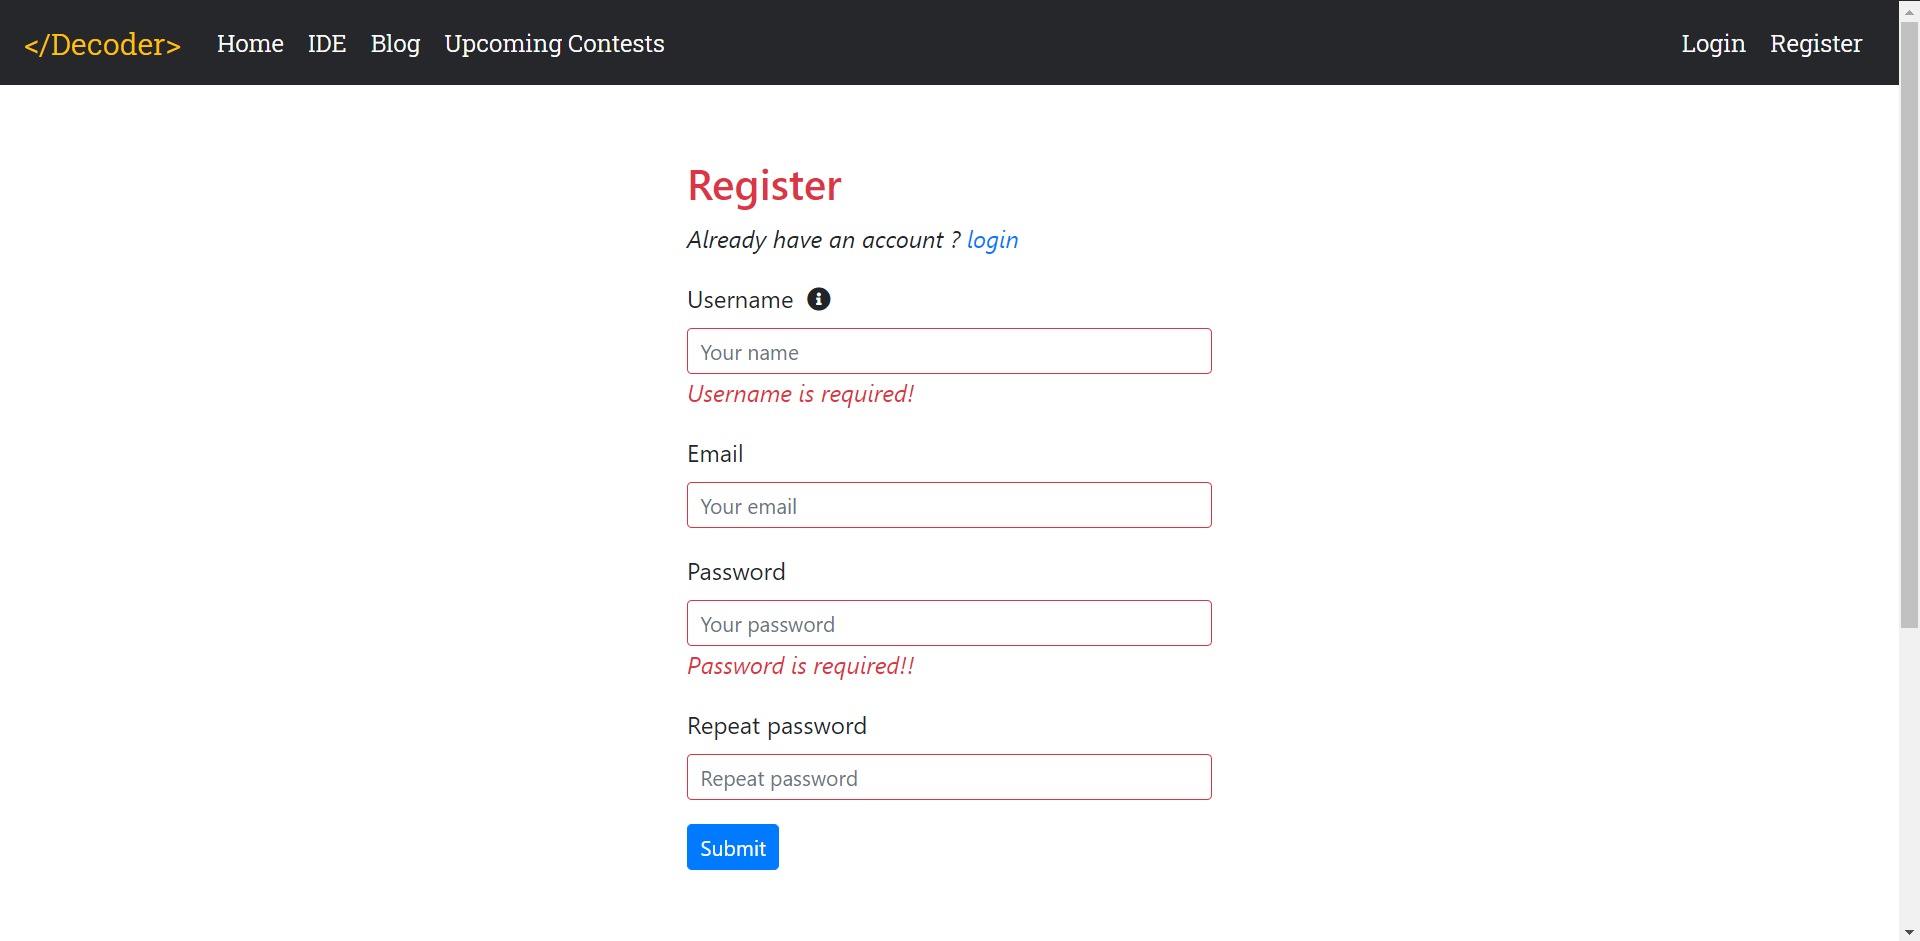 </Decoder> Home IDE Blog Upcoming Contests Login Register
Register
Already have an account ? login
Username
Your name
Username is required!
Email
Your email
Password
Your password
Password is required!!
Repeat password
Repeat password
Submit